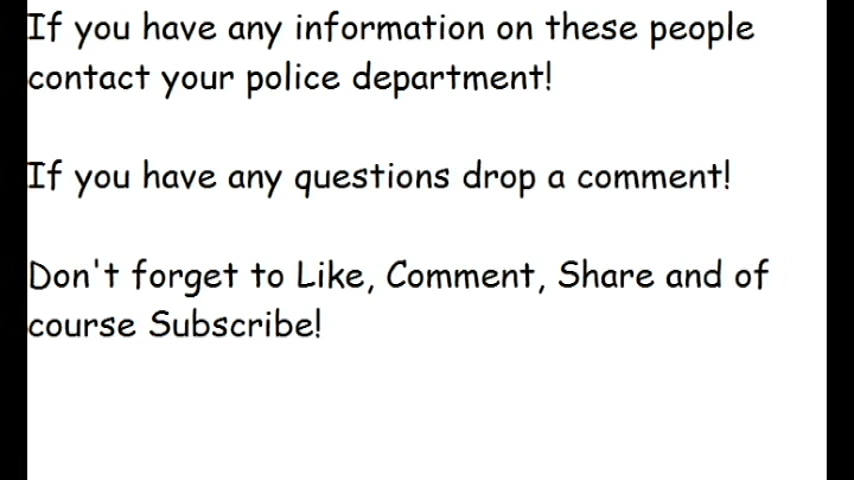 If you have any information on these people
contact your police department!
If you have any questions drop a comment!
Don't forget to Like, Comment, Share and of
course Subscribe!